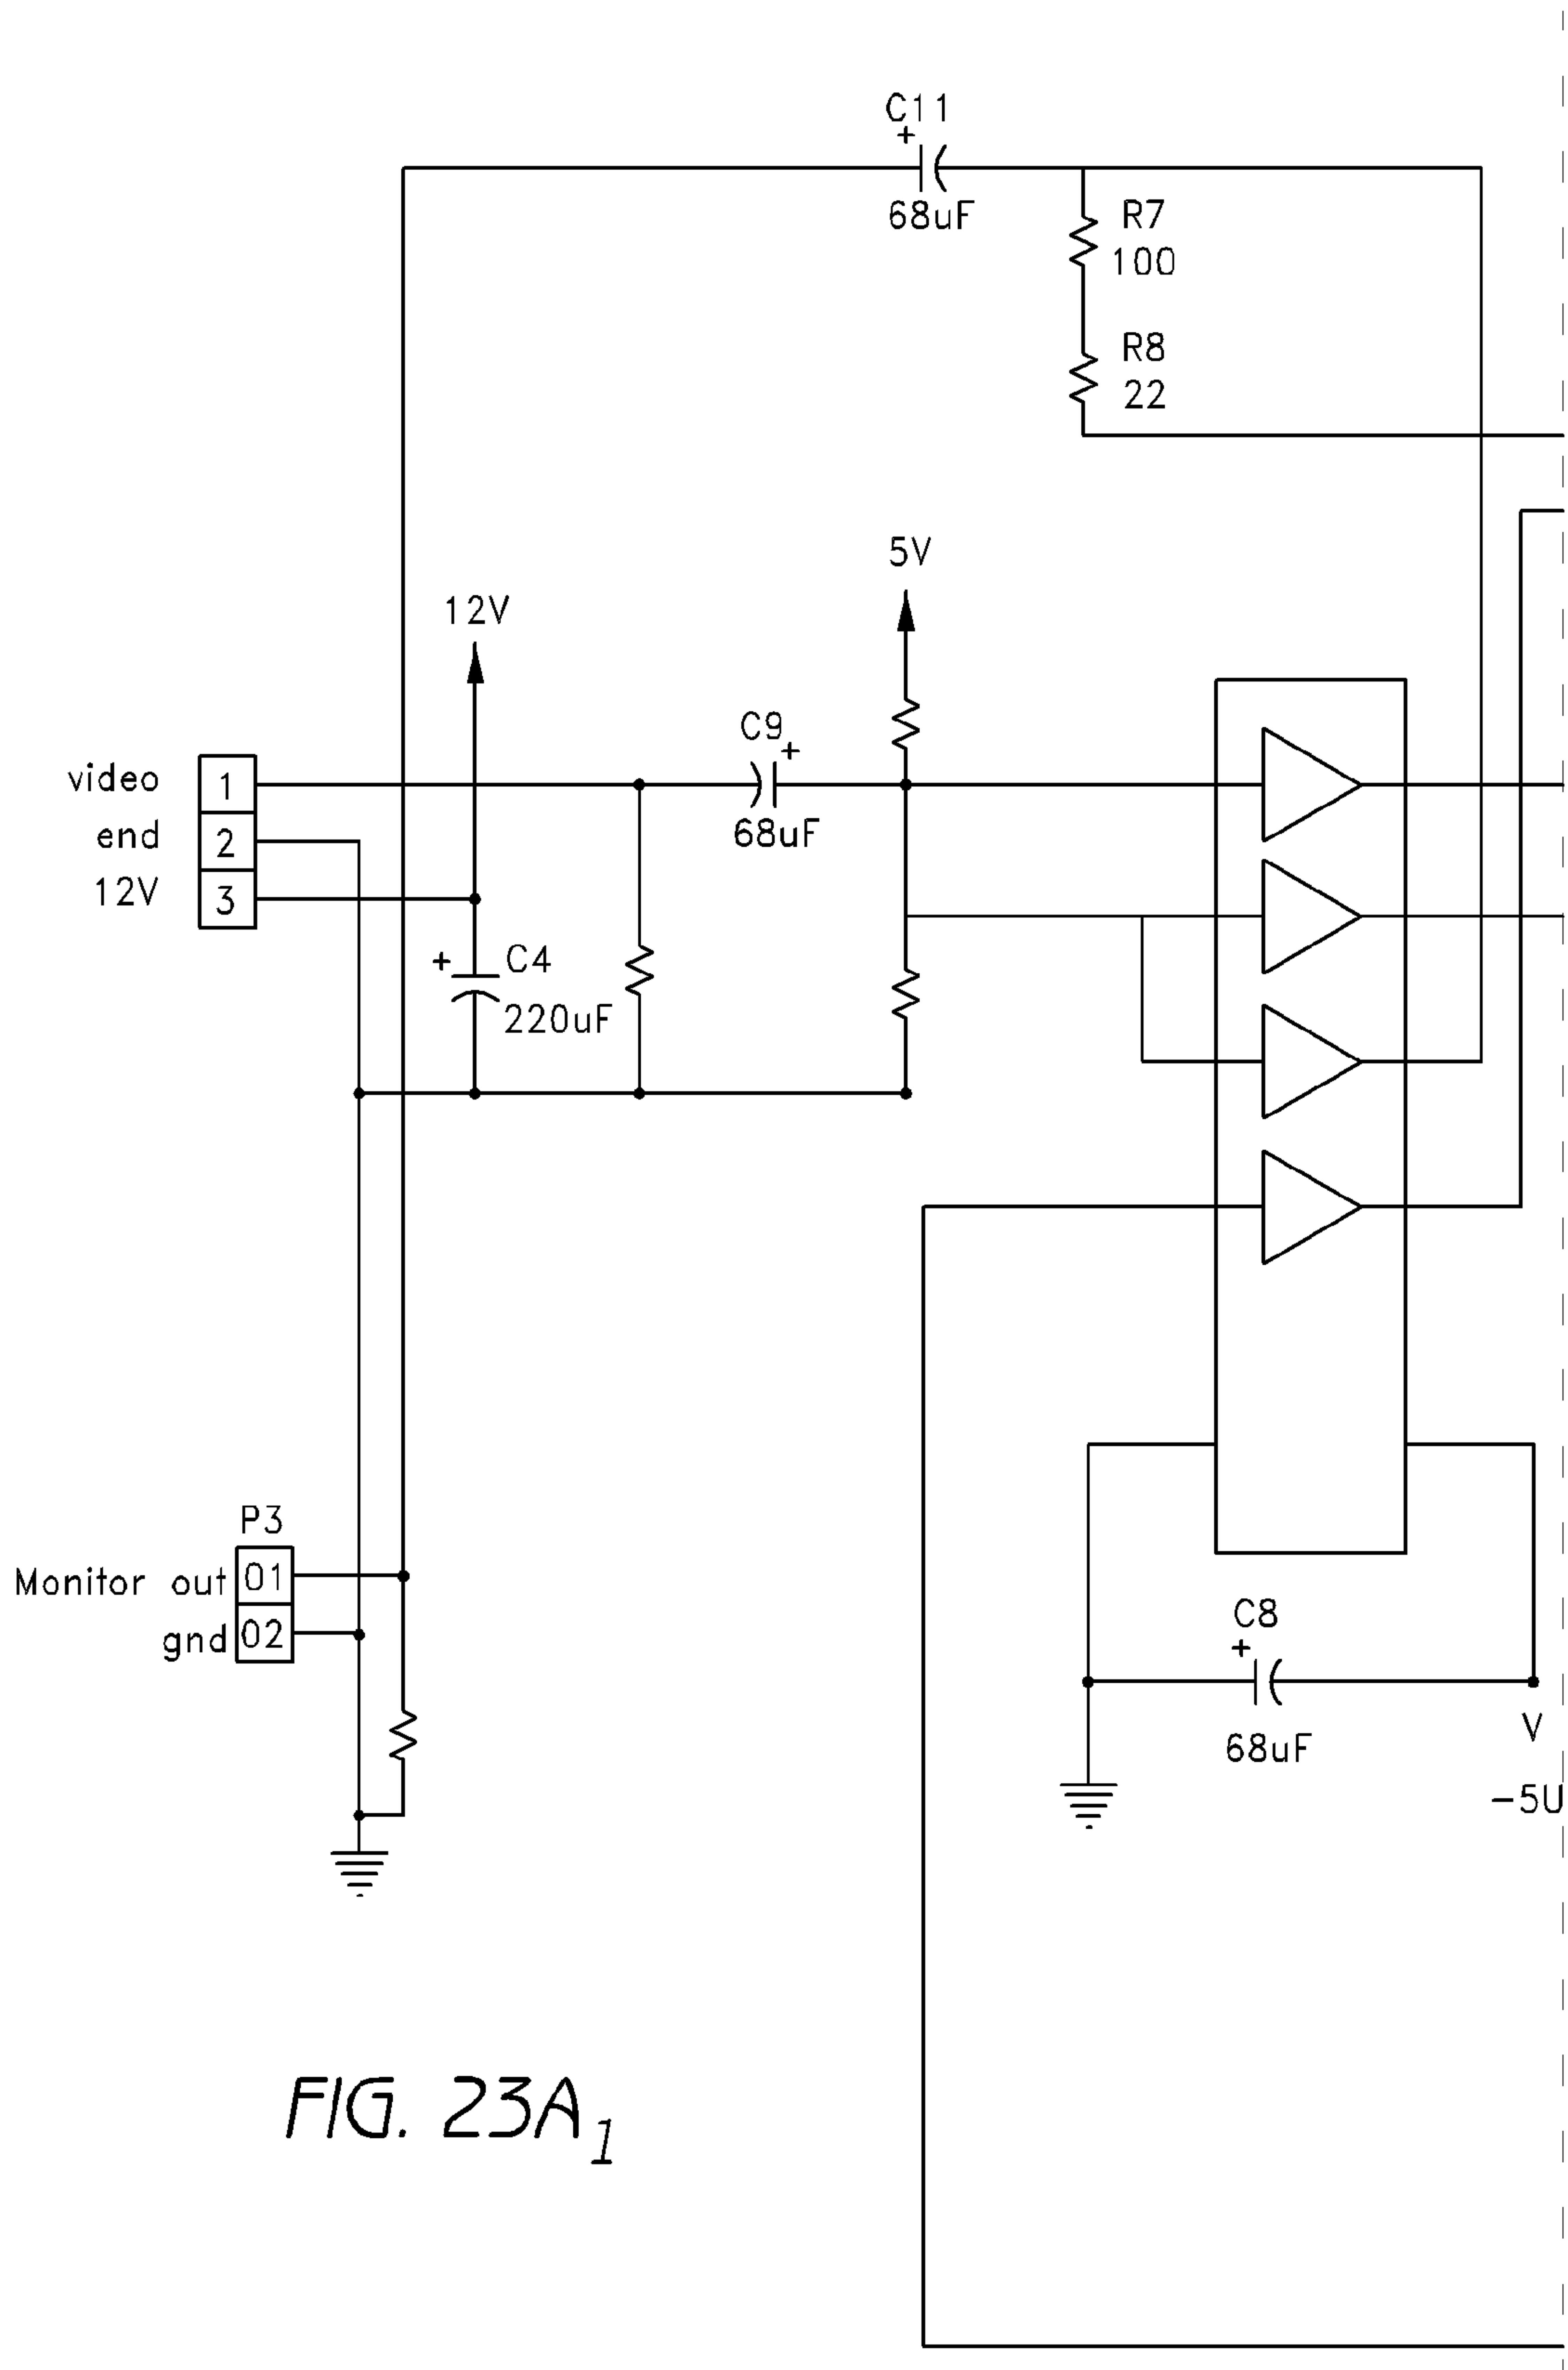 C11
+
68uF
R7
100
R8
22
5V
12V
C9
+
68uF
video 1
end 2
12V 3
+ C4
220uF
P3
Monitor out 01
gnd 02
C8
+
68uF
V
-5U
FIG. 23A1